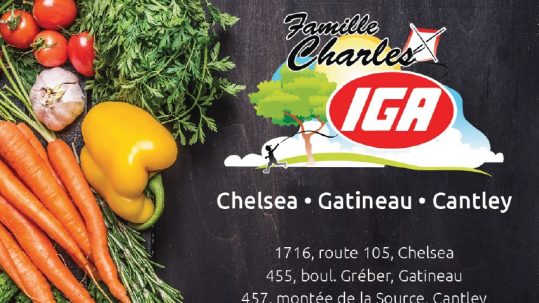 Famille
Charles
IGA
Chelsea • Gatineau • Cantley
1716, route 105, Chelsea
455, boul. Gréber, Gatineau
457, montée de la Source, Cantley